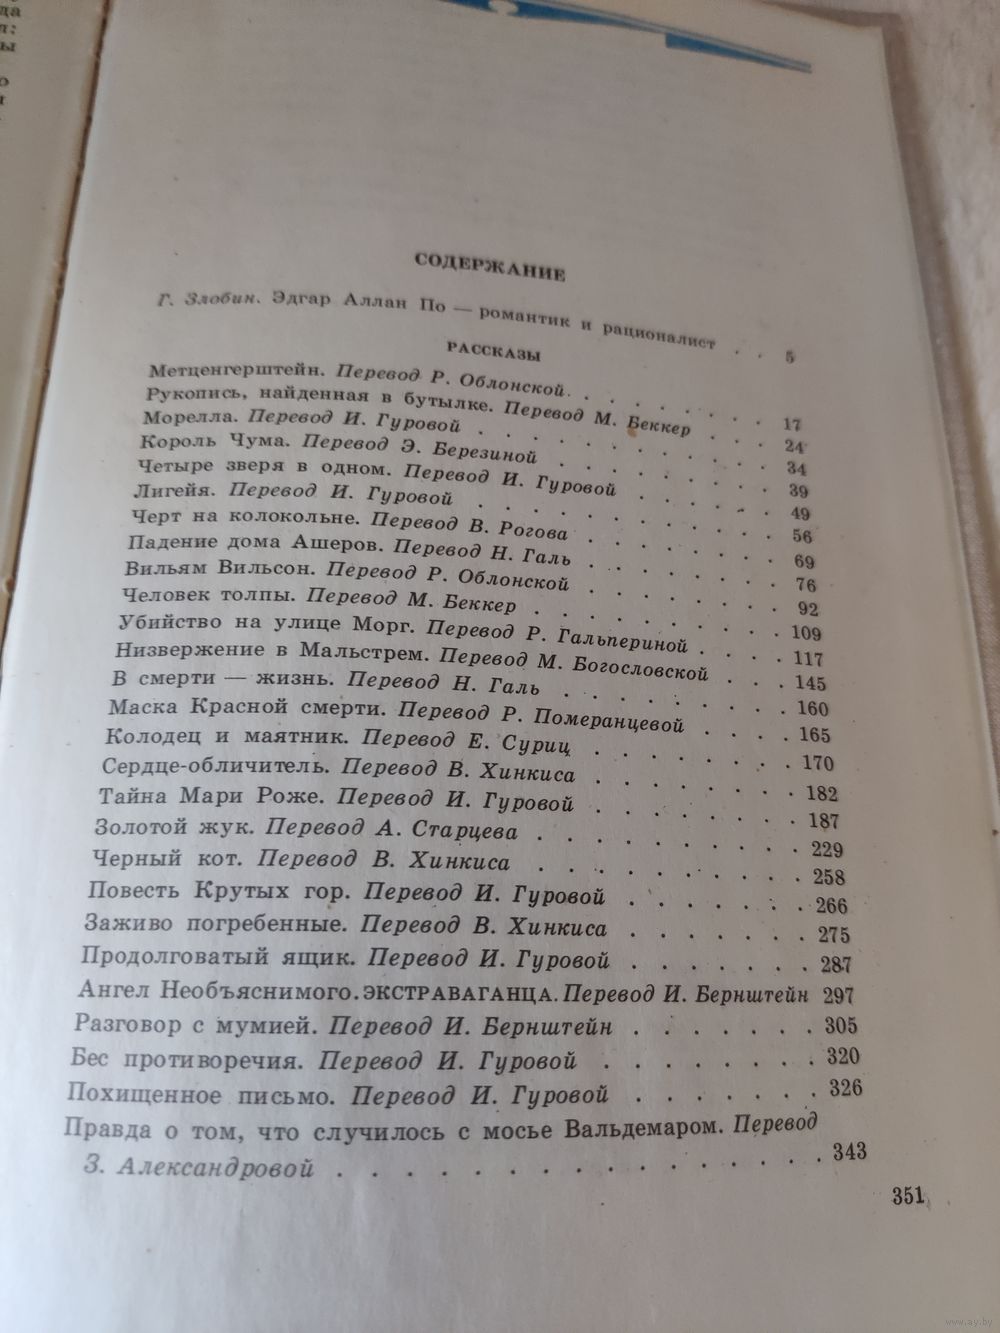 да
л:
ы
о
СОДЕРЖАНИЕ
Г. Злобин. Эдгар Аллан По — романтик и рационалист . . 5
РАССКАЗЫ
Метценгерштейн. Перевод Р. Облонской. . . . . . . . 17
Рукопись, найденная в бутылке. Перевод М. Беккер . . . 24
Морелла. Перевод И. Гуровой . . . . . . . . . . . 34
Король Чума. Перевод Э. Березиной . . . . . . . . 39
Четыре зверя в одном. Перевод И. Гуровой . . . . . 49
Лигейя. Перевод И. Гуровой . . . . . . . . . . . 56
Черт на колокольне. Перевод В. Рогова . . . . . . . 69
Падение дома Ашеров. Перевод Н. Галь . . . . . . . 76
Вильям Вильсон. Перевод Р. Облонской . . . . . . . 92
Человек толпы. Перевод М. Беккер . . . . . . . . . 109
Убийство на улице Морг. Перевод Р. Гальпериной . . . . 117
Низвержение в Мальстрем. Перевод М. Богословской . . . 145
В смерти — жизнь. Перевод Н. Галь . . . . . . . . 160
Маска Красной смерти. Перевод Р. Померанцевой . . . . 165
Колодец и маятник. Перевод Е. Суриц . . . . . . . 170
Сердце-обличитель. Перевод В. Хинкиса . . . . . . . 182
Тайна Мари Роже. Перевод И. Гуровой . . . . . . . 187
Золотой жук. Перевод А. Старцева . . . . . . . . . 229
Черный кот. Перевод В. Хинкиса . . . . . . . . . 258
Повесть Крутых гор. Перевод И. Гуровой . . . . . . 266
Заживо погребенные. Перевод В. Хинкиса . . . . . . 275
Продолговатый ящик. Перевод И. Гуровой . . . . . . 287
Ангел Необъяснимого. ЭКСТРАВАГАНЦА. Перевод И. Бернштейн 297
Разговор с мумией. Перевод И. Бернштейн . . . . . . 305
Бес противоречия. Перевод И. Гуровой . . . . . . . 320
Похищенное письмо. Перевод И. Гуровой . . . . . . 326
Правда о том, что случилось с мосье Вальдемаром. Перевод
З. Александровой . . . . . . . . . . . . . . . 343
351
www.ay.by